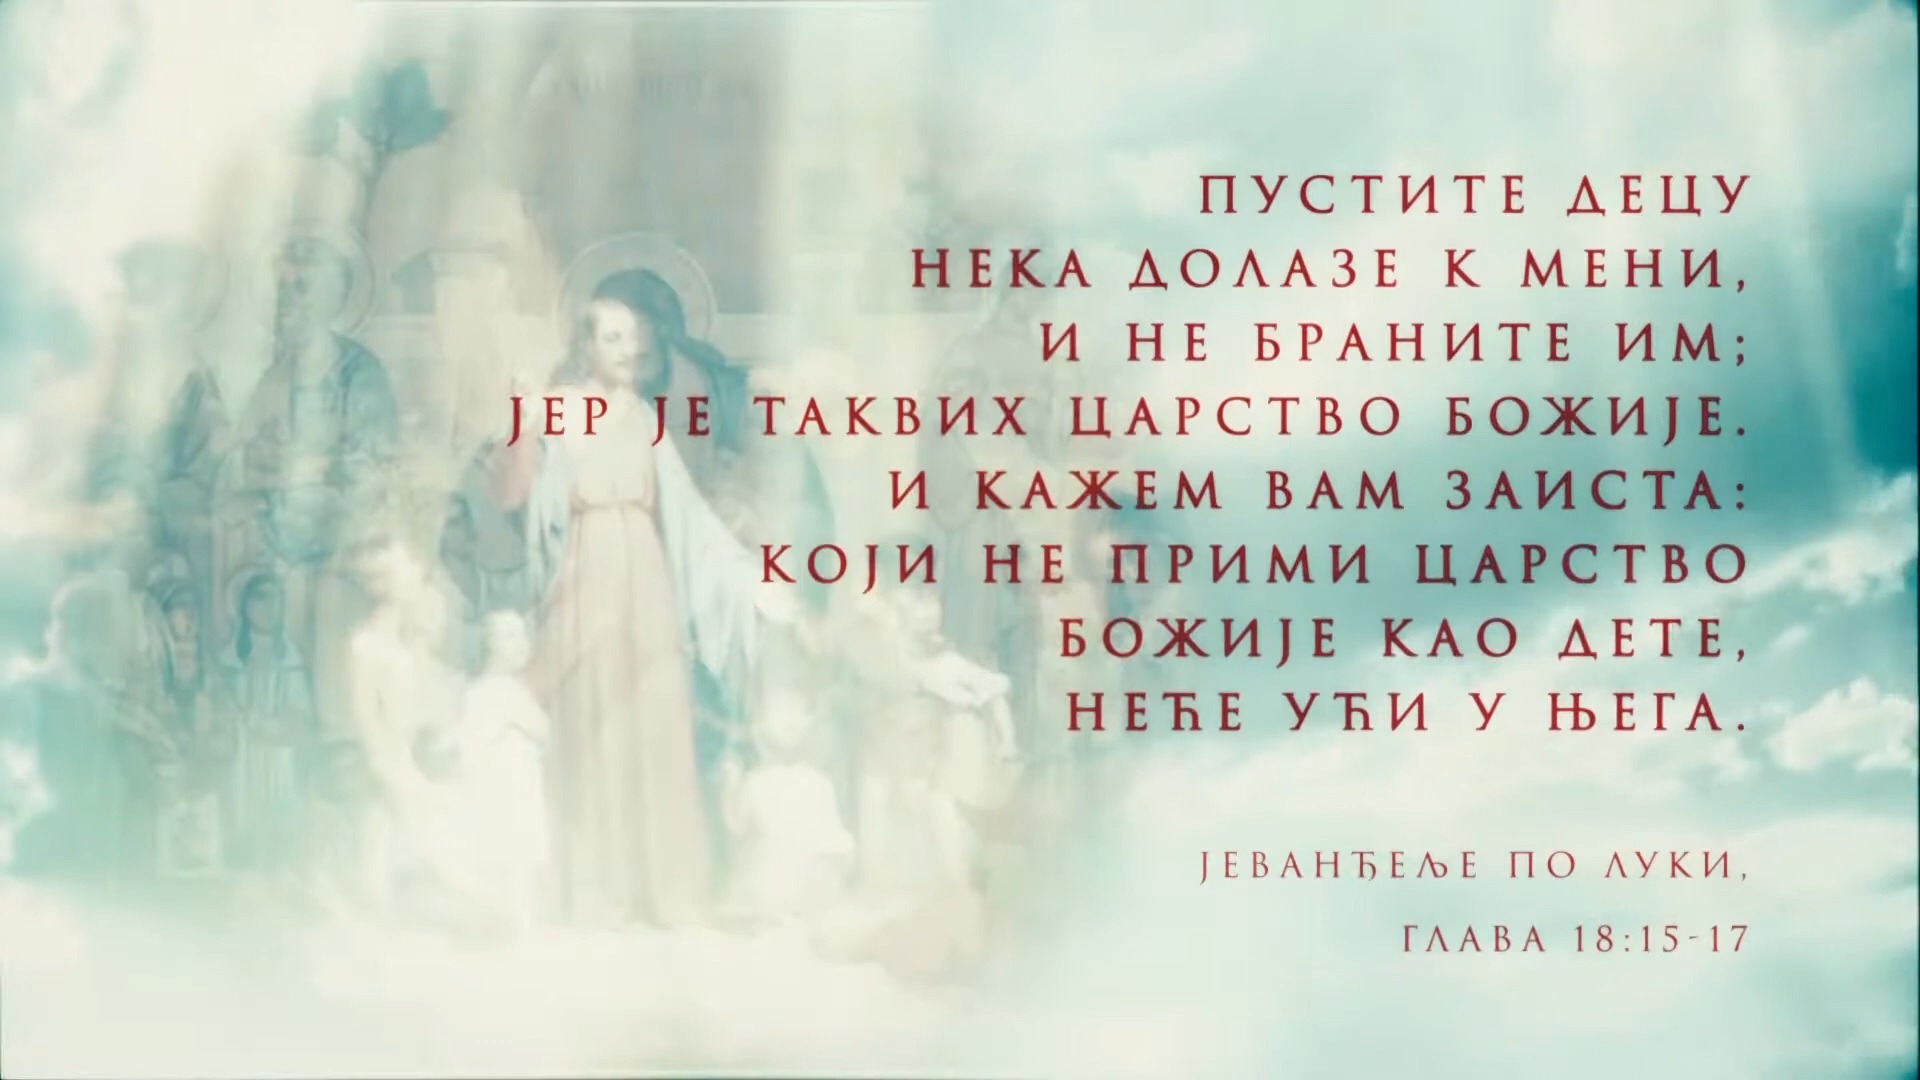 ПУСТИТЕ ДЕЦУ
НЕКА ДОЛАЗЕ К МЕНИ,
И НЕ БРАНИТЕ ИМ;
ЈЕР ЈЕ ТАКВИХ ЦАРСТВО БОЖИЈЕ.
И КАЖЕМ ВАМ ЗАИСТА:
КОЈИ НЕ ПРИМИ ЦАРСТВО
БОЖИЈЕ КАО ДЕТЕ,
НЕЋЕ УЋИ У ЊЕГА.
ЈЕВАНЂЕЉЕ ПО ЛУКИ,
ГЛАВА 18:15-17